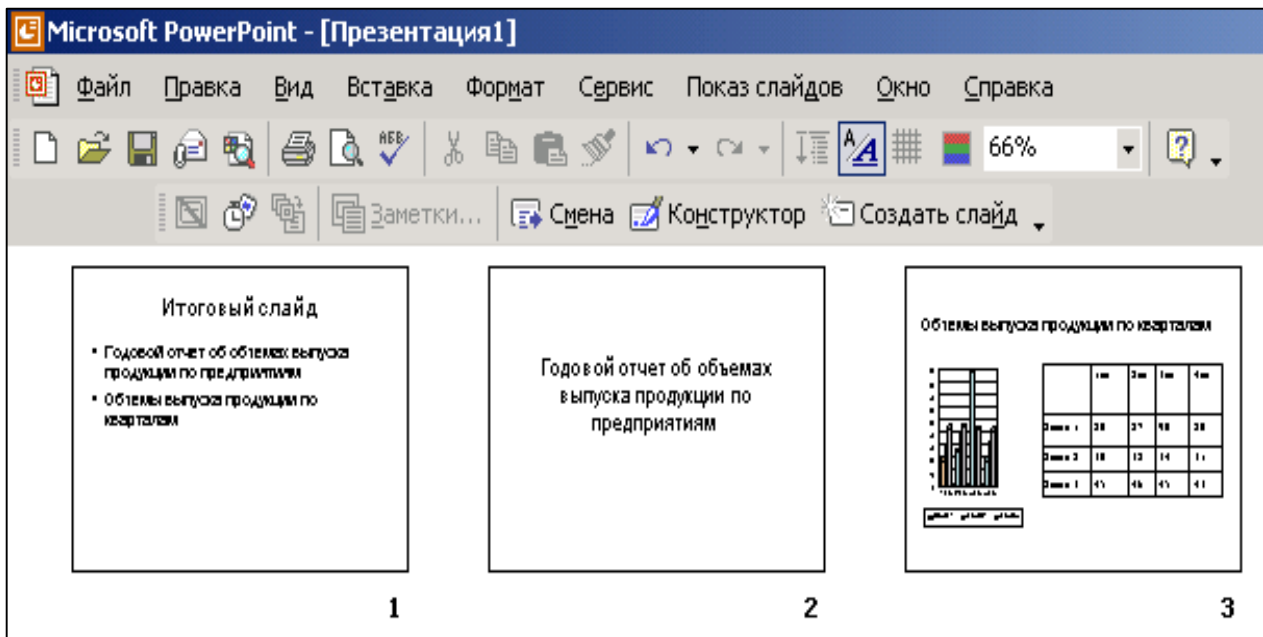 Microsoft PowerPoint - [Презентация1]
Файл Правка Вид Вставка Формат Сервис Показ слайдов Окно Справка
66%
Заметки... Смена Конструктор Создать слайд
Итоговый слайд
• Годовой отчет об объемах выпуска
продукции по предприятиям
• Объемы выпуска продукции по
кварталам
1
Годовой отчет об объемах
выпуска продукции по
предприятиям
2
Объемы выпуска продукции по кварталам
3